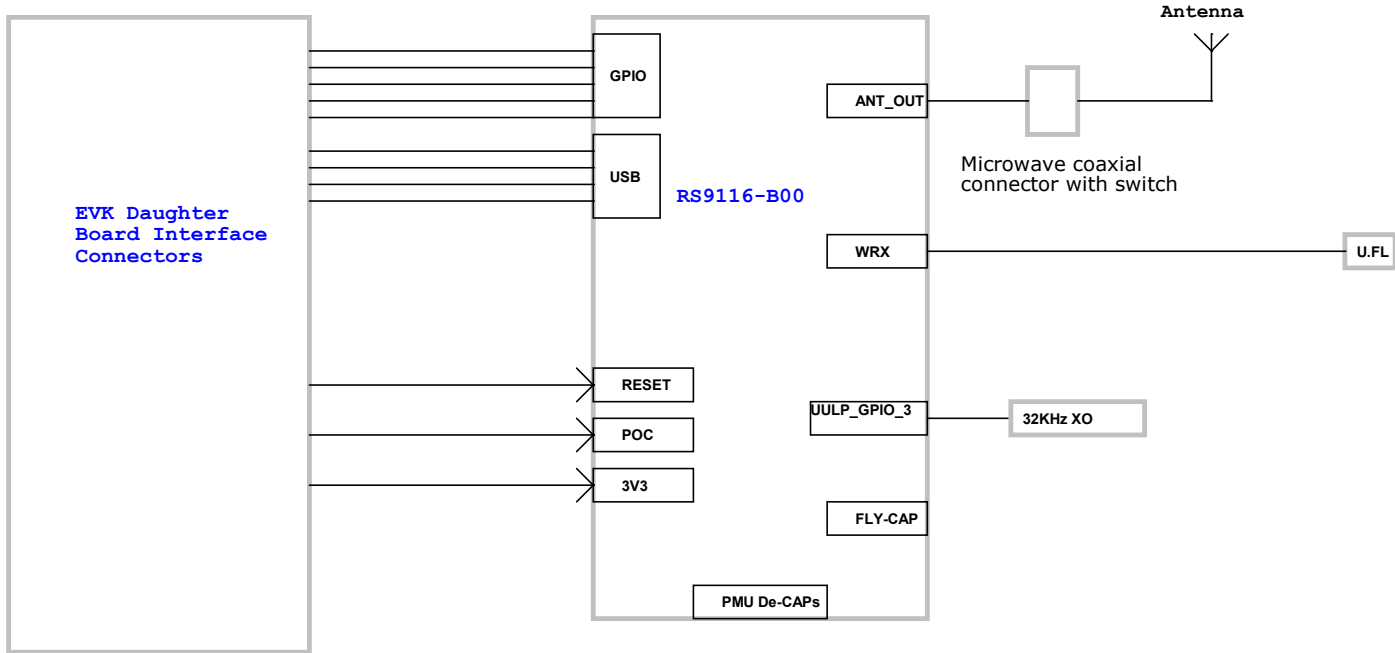 Antenna
GPIO
ANT_OUT
Microwave coaxial
connector with switch
USB
RS9116-B00
EVK Daughter
Board Interface
Connectors
WRX
U.FL
RESET
UULP_GPIO_3
32KHz XO
POC
3V3
FLY-CAP
PMU De-CAPs